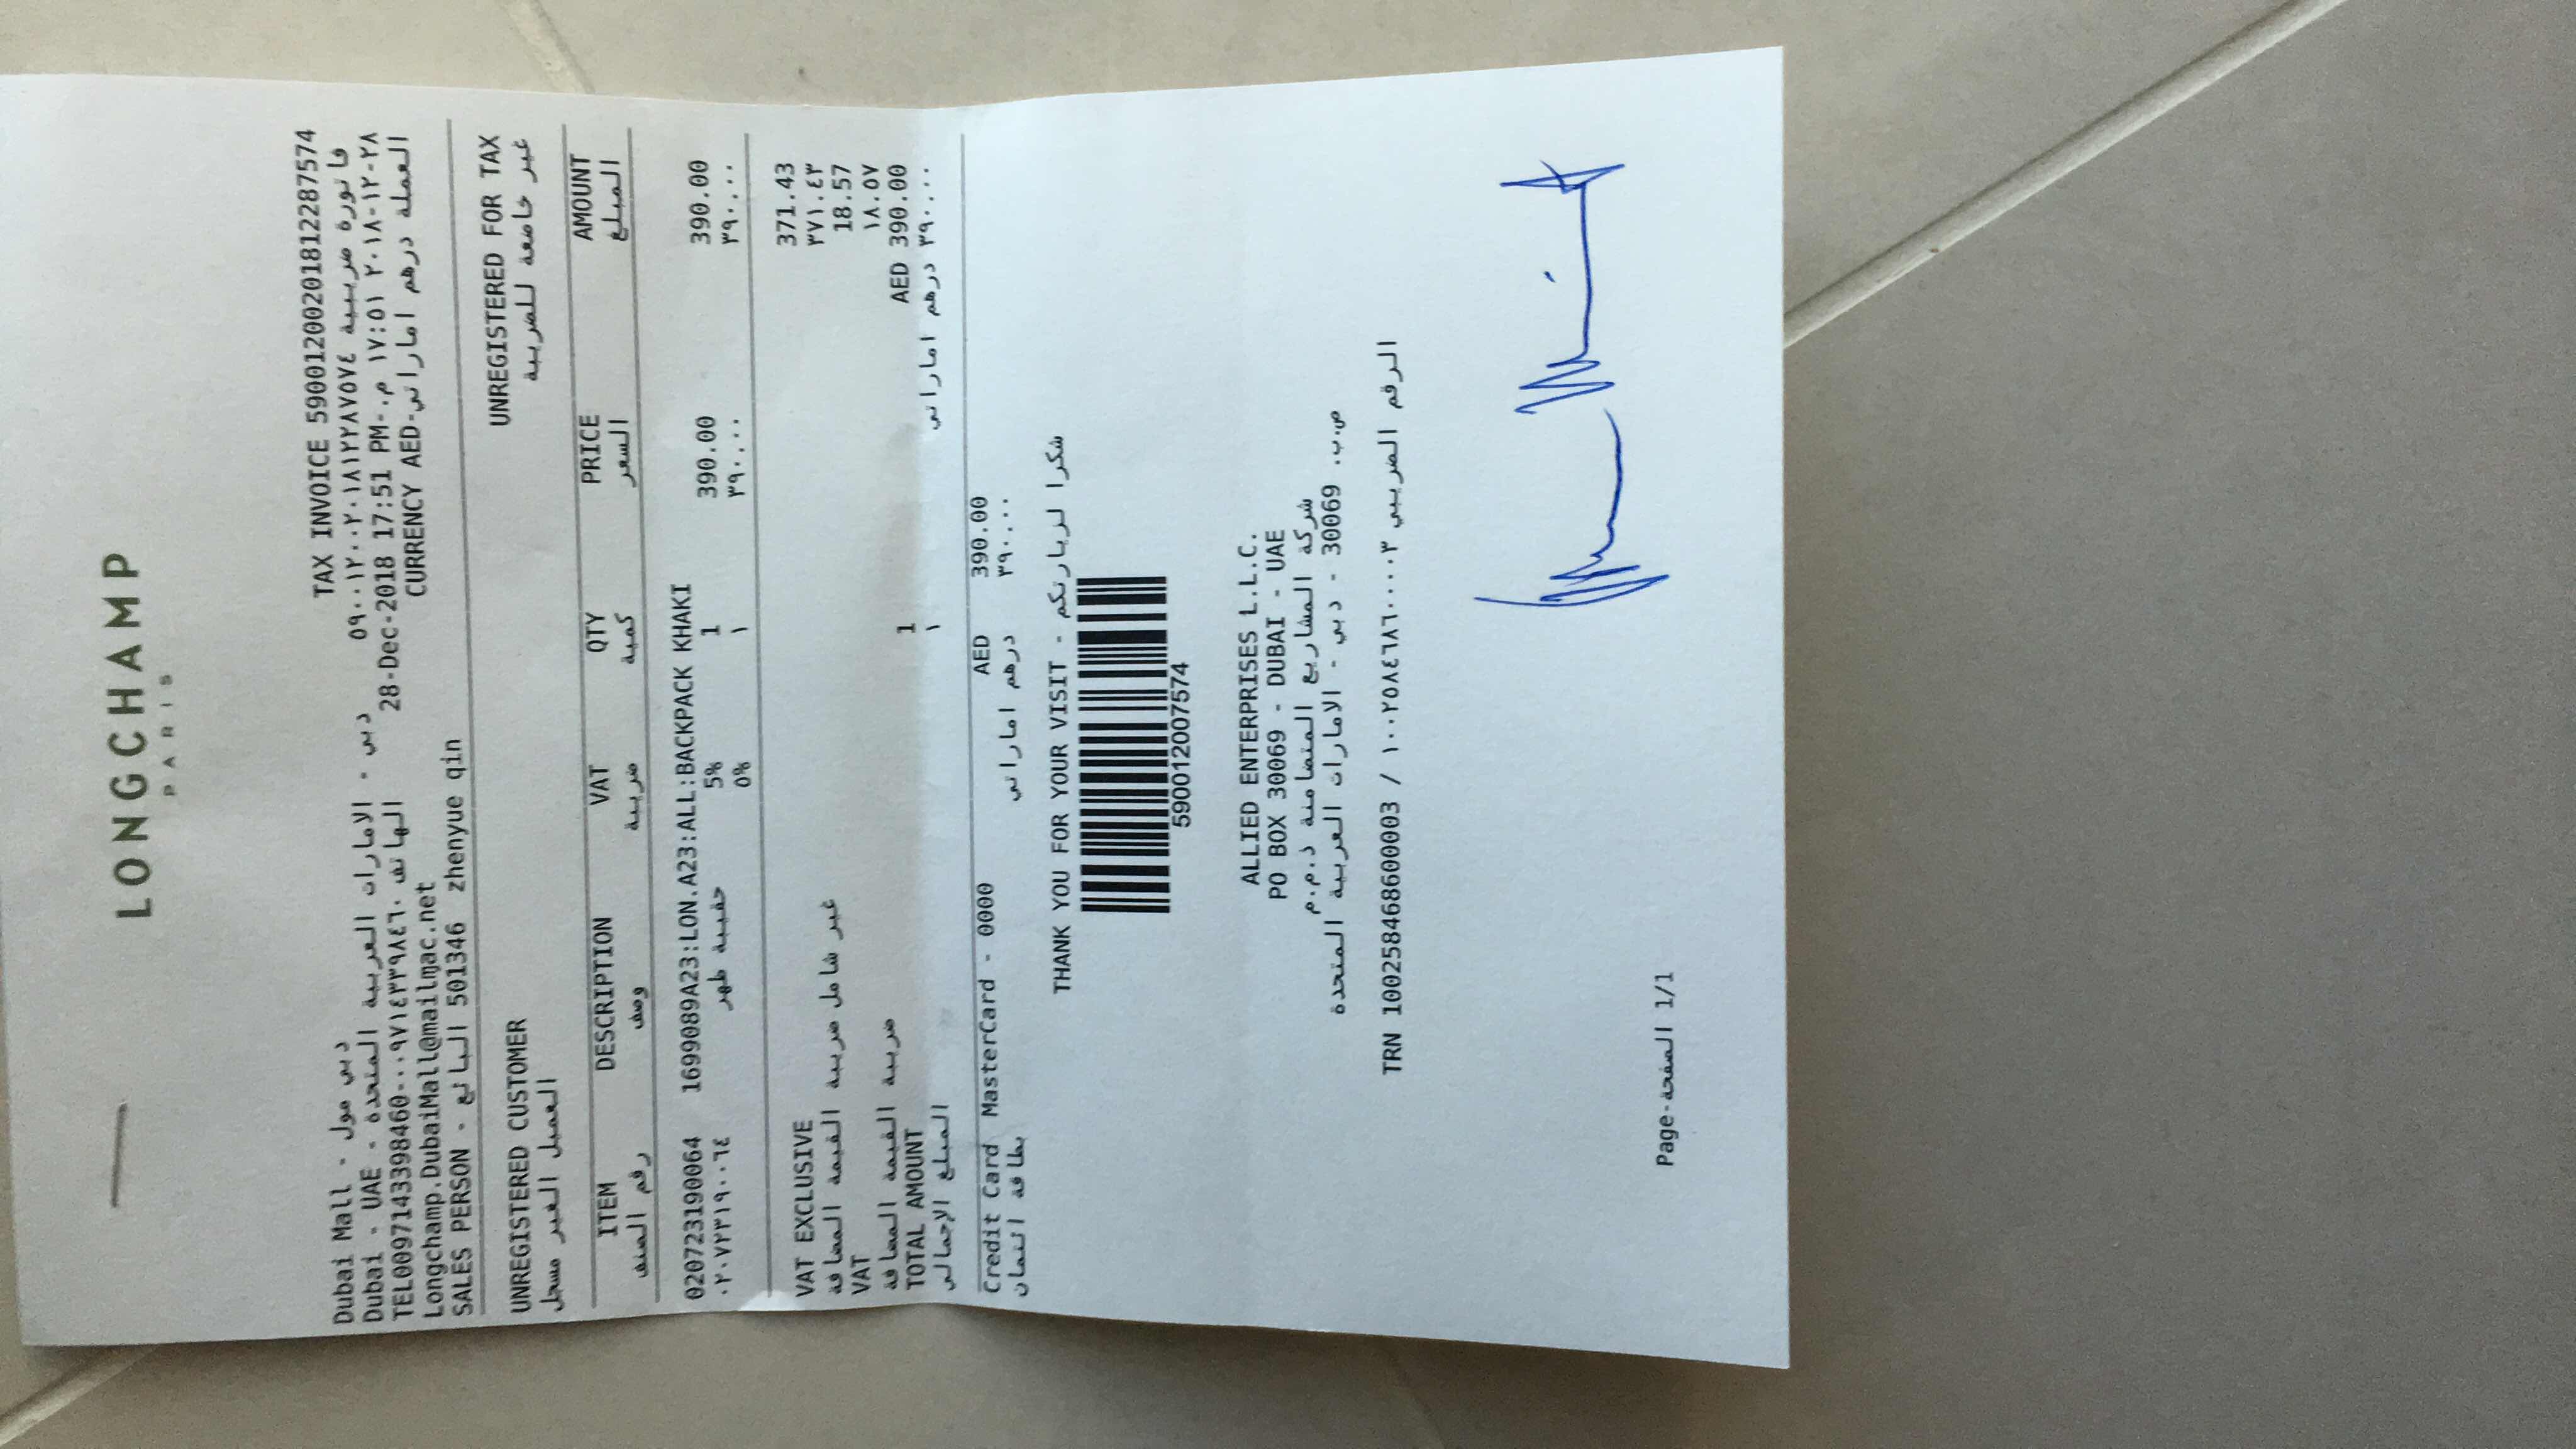 LONGCHAMP
PARIS
Dubai Mall - دبي مول
Dubai - UAE - دبي - الامارات العربية المتحدة
TEL0097143398460-٠٠٩٧١٤٣٣٩٨٤٦٠ الهاتف
Longchamp.DubaiMall@mailmac.net
SALES PERSON - البائع 501346 zhenyue qin
TAX INVOICE 59001200201812287574
فاتورة ضريبية ٥٩٠٠١٢٠٠٢٠١٨١٢٢٨٧٥٧٤
28-Dec-2018 17:51 PM-.٢٠١٨-١٢-٢٨ ١٧:٥١ م
CURRENCY AED-العملة درهم اماراتي
UNREGISTERED CUSTOMER
العميل الغير مسجل
UNREGISTERED FOR TAX
غير خاضعة للضريبة
ITEM DESCRIPTION VAT QTY PRICE AMOUNT
رقم الصنف وصف ضريبة كمية السعر المبلغ
020723190064 1699089A23:LON.A23:ALL:BACKPACK KHAKI
٠٢٠٧٢٣١٩٠٠٦٤ حقيبة ظهر 5% 1 390.00 390.00
0% ١ ٣٩٠.٠٠ ٣٩٠.٠٠
VAT EXCLUSIVE 371.43
غير شامل ضريبة القيمة المضافة ٣٧١.٤٣
VAT 18.57
ضريبة القيمة المضافة ١٨.٥٧
TOTAL AMOUNT 1 AED 390.00
المبلغ الإجمالي ١ ٣٩٠.٠٠ درهم اماراتي
Credit Card MasterCard - 0000 AED 390.00
بطاقة ائتمان درهم اماراتي ٣٩٠.٠٠
THANK YOU FOR YOUR VISIT - شكرا لزيارتكم
590012007574
ALLIED ENTERPRISES L.L.C.
PO BOX 30069 - DUBAI - UAE
شركة المشاريع المتضامنة ذ.م.م
ص.ب. 30069 - دبي - الامارات العربية المتحدة
TRN 100258468600003 / الرقم الضريبي ١٠٠٢٥٨٤٦٨٦٠٠٠٠٣
Page-الصفحة 1/1